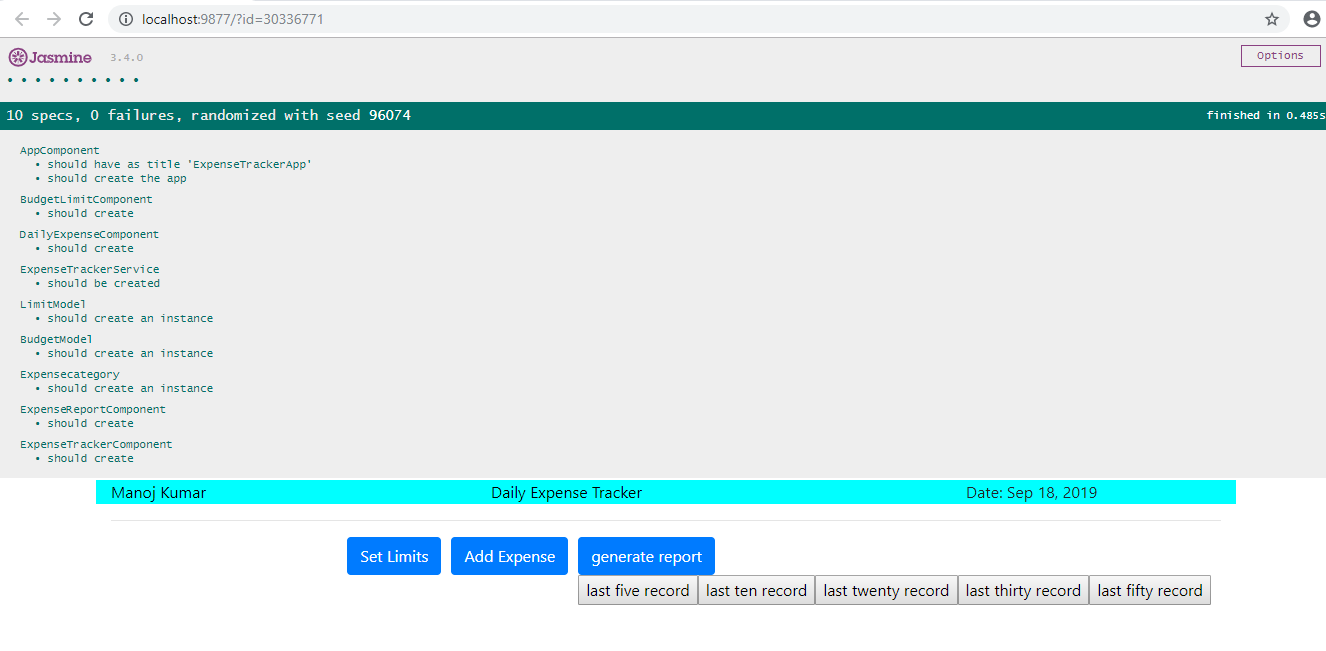 localhost:9877/?id=30336771
Jasmine 3.4.0 Options
• • • • • • • • • •
10 specs, 0 failures, randomized with seed 96074 finished in 0.485s
AppComponent
• should have as title 'ExpenseTrackerApp'
• should create the app
BudgetLimitComponent
• should create
DailyExpenseComponent
• should create
ExpenseTrackerService
• should be created
LimitModel
• should create an instance
BudgetModel
• should create an instance
Expensecategory
• should create an instance
ExpenseReportComponent
• should create
ExpenseTrackerComponent
• should create
Manoj Kumar Daily Expense Tracker Date: Sep 18, 2019
Set Limits Add Expense generate report
last five record last ten record last twenty record last thirty record last fifty record